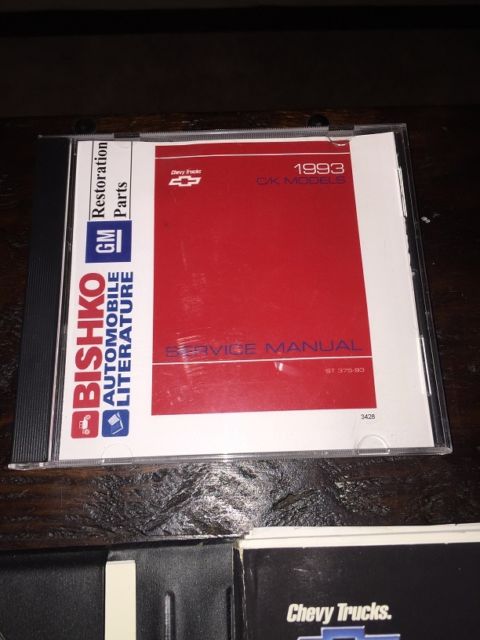 Restoration
Parts
GM
BISHKO
AUTOMOBILE
LITERATURE
Chevy Trucks
1993
C/K MODELS
SERVICE MANUAL
ST 375-93
3428
Chevy Trucks.